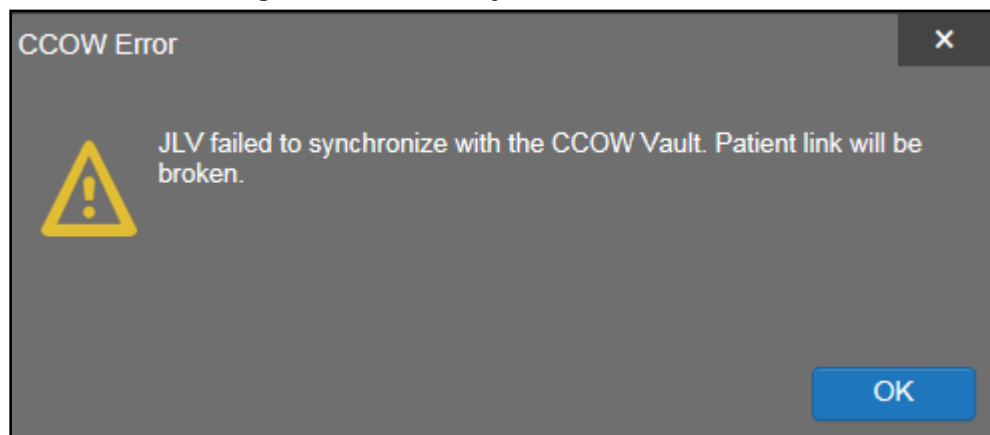 CCOW Error
JLV failed to synchronize with the CCOW Vault. Patient link will be
broken.
OK